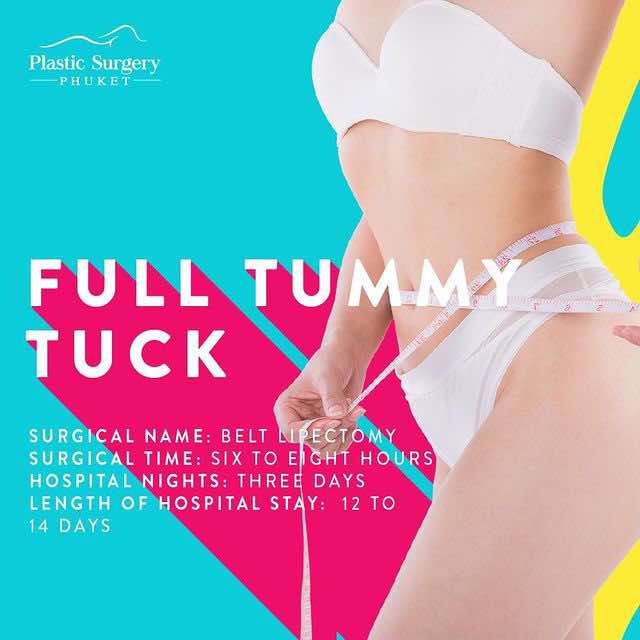 Plastic Surgery
PHUKET
FULL TUMMY
TUCK
SURGICAL NAME: BELT LIPECTOMY
SURGICAL TIME: SIX TO EIGHT HOURS
HOSPITAL NIGHTS: THREE DAYS
LENGTH OF HOSPITAL STAY: 12 TO
14 DAYS